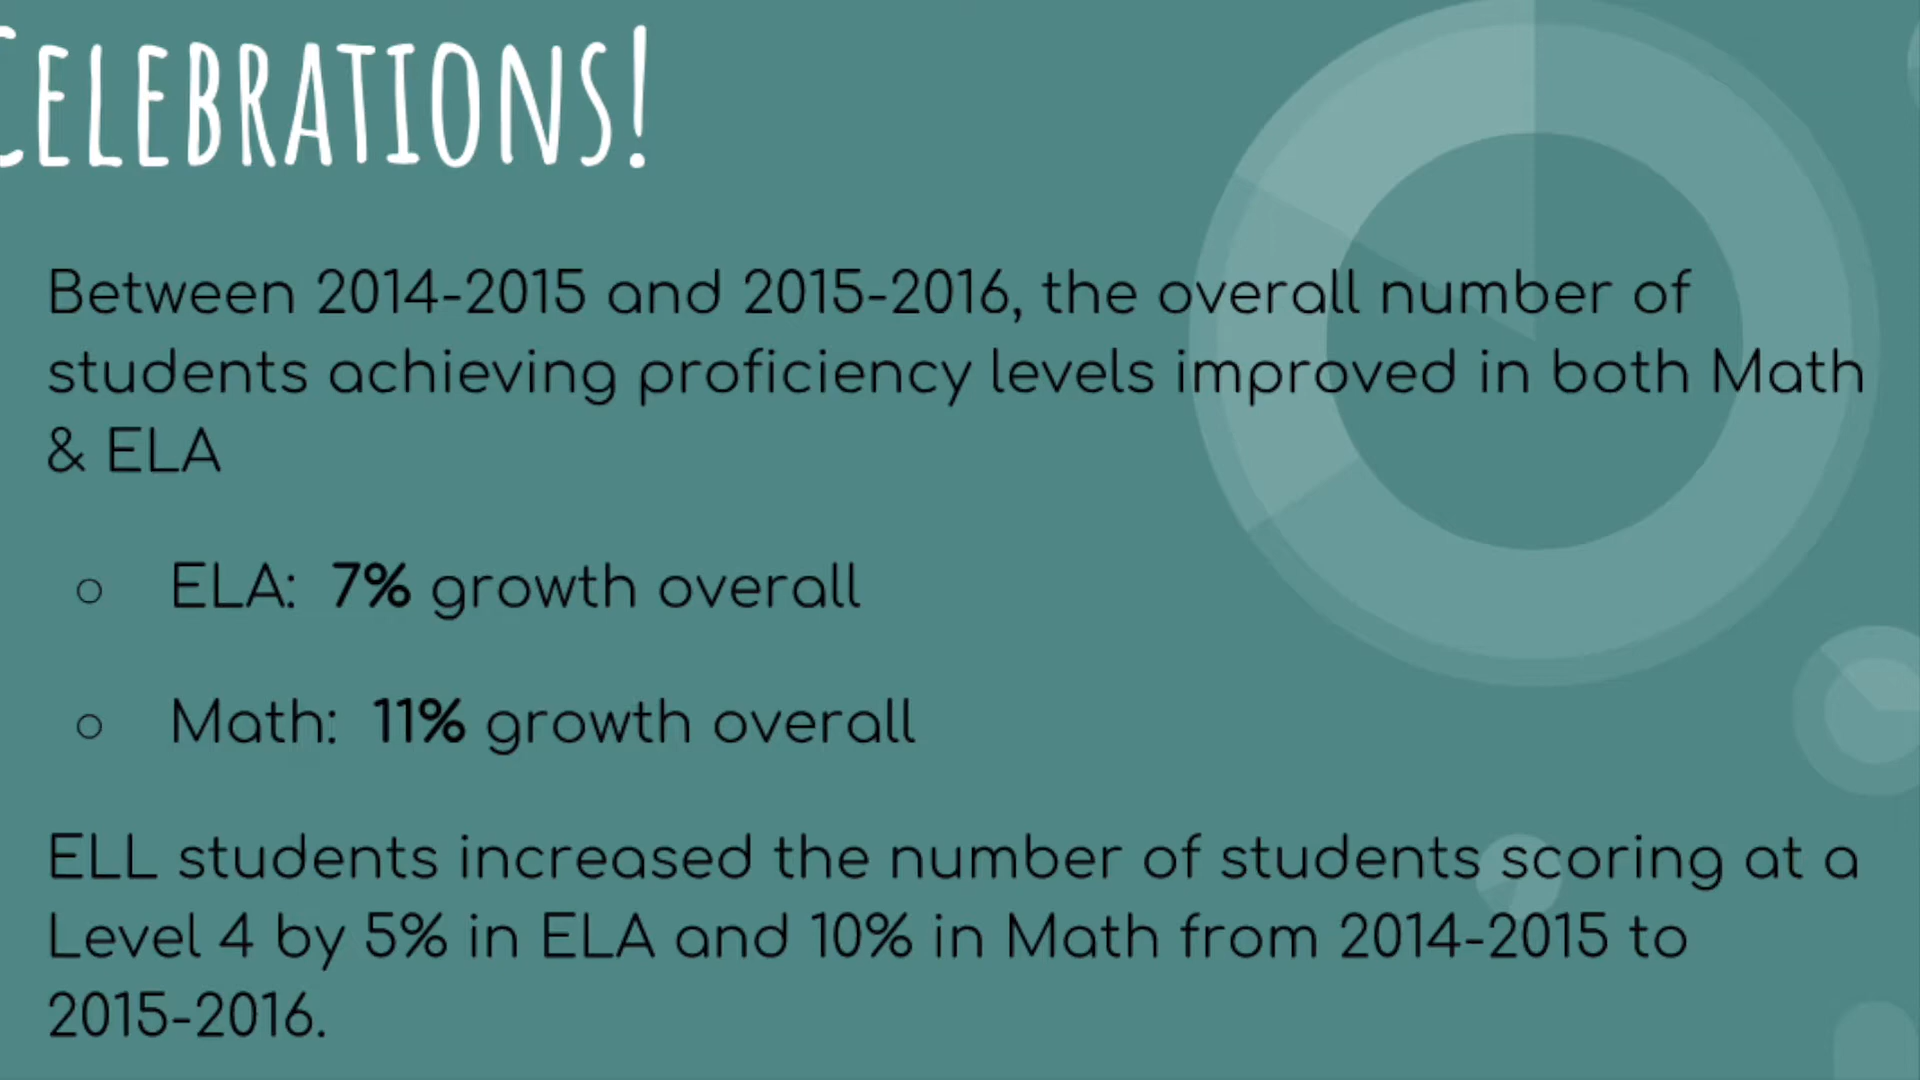 CELEBRATIONS!
Between 2014-2015 and 2015-2016, the overall number of
students achieving proficiency levels improved in both Math
& ELA
○ ELA: 7% growth overall
○ Math: 11% growth overall
ELL students increased the number of students scoring at a
Level 4 by 5% in ELA and 10% in Math from 2014-2015 to
2015-2016.